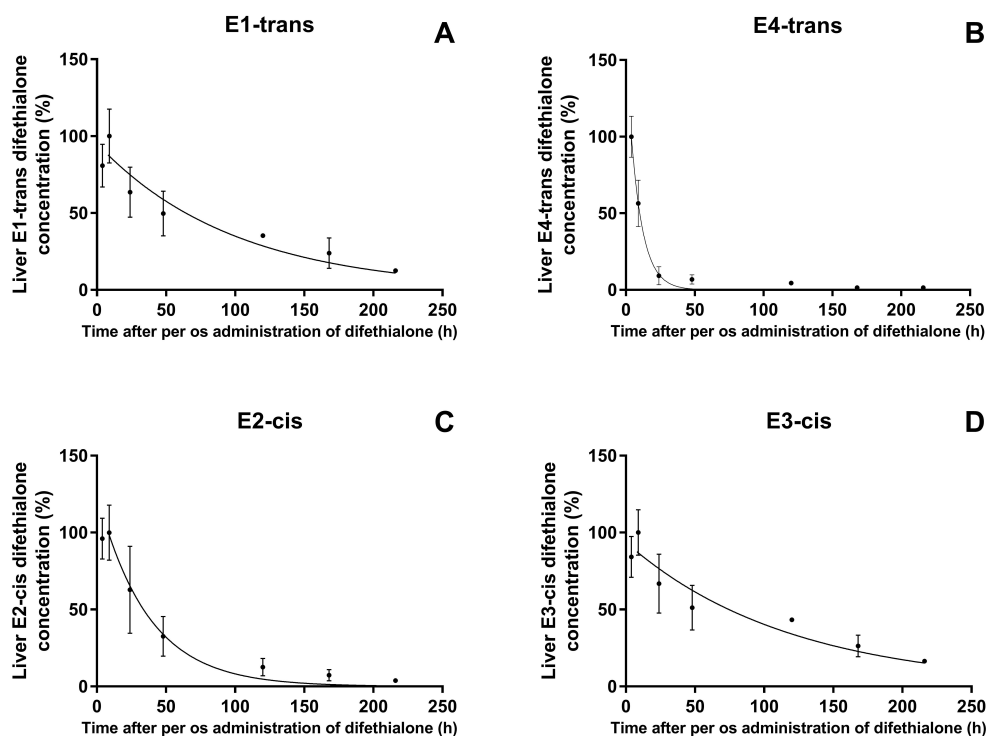 E1-trans
A
Liver E1-trans difethialone
concentration (%)
150
100
50
0
0 50 100 150 200 250
Time after per os administration of difethialone (h)
E4-trans
B
Liver E4-trans difethialone
concentration (%)
150
100
50
0
0 50 100 150 200 250
Time after per os administration of difethialone (h)
E2-cis
C
Liver E2-cis difethialone
concentration (%)
150
100
50
0
0 50 100 150 200 250
Time after per os administration of difethialone (h)
E3-cis
D
Liver E3-cis difethialone
concentration (%)
150
100
50
0
0 50 100 150 200 250
Time after per os administration of difethialone (h)